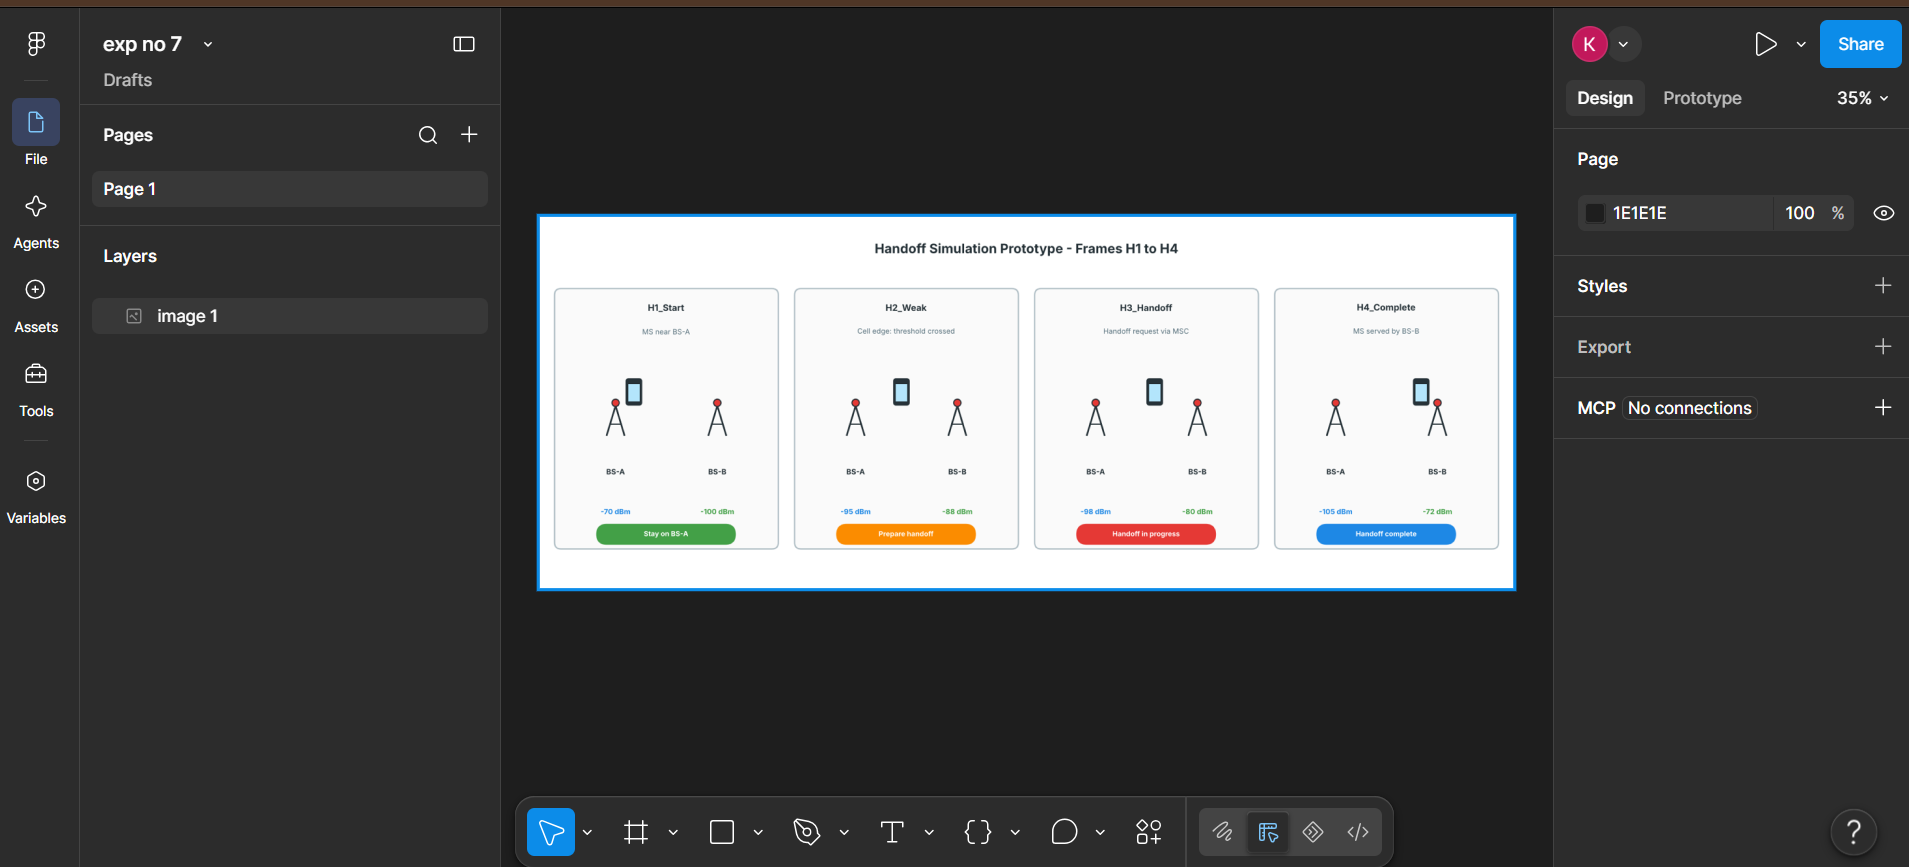 exp no 7
Drafts
File
Agents
Assets
Tools
Variables
Pages
Page 1
Layers
image 1
Handoff Simulation Prototype - Frames H1 to H4
H1_Start
MS near BS-A
BS-A
BS-B
-70 dBm
-100 dBm
Stay on BS-A
H2_Weak
Cell edge: threshold crossed
BS-A
BS-B
-95 dBm
-88 dBm
Prepare handoff
H3_Handoff
Handoff request via MSC
BS-A
BS-B
-98 dBm
-80 dBm
Handoff in progress
H4_Complete
MS served by BS-B
BS-A
BS-B
-105 dBm
-72 dBm
Handoff complete
K
Share
Design
Prototype
35%
Page
1E1E1E
100 %
Styles
Export
MCP No connections
?